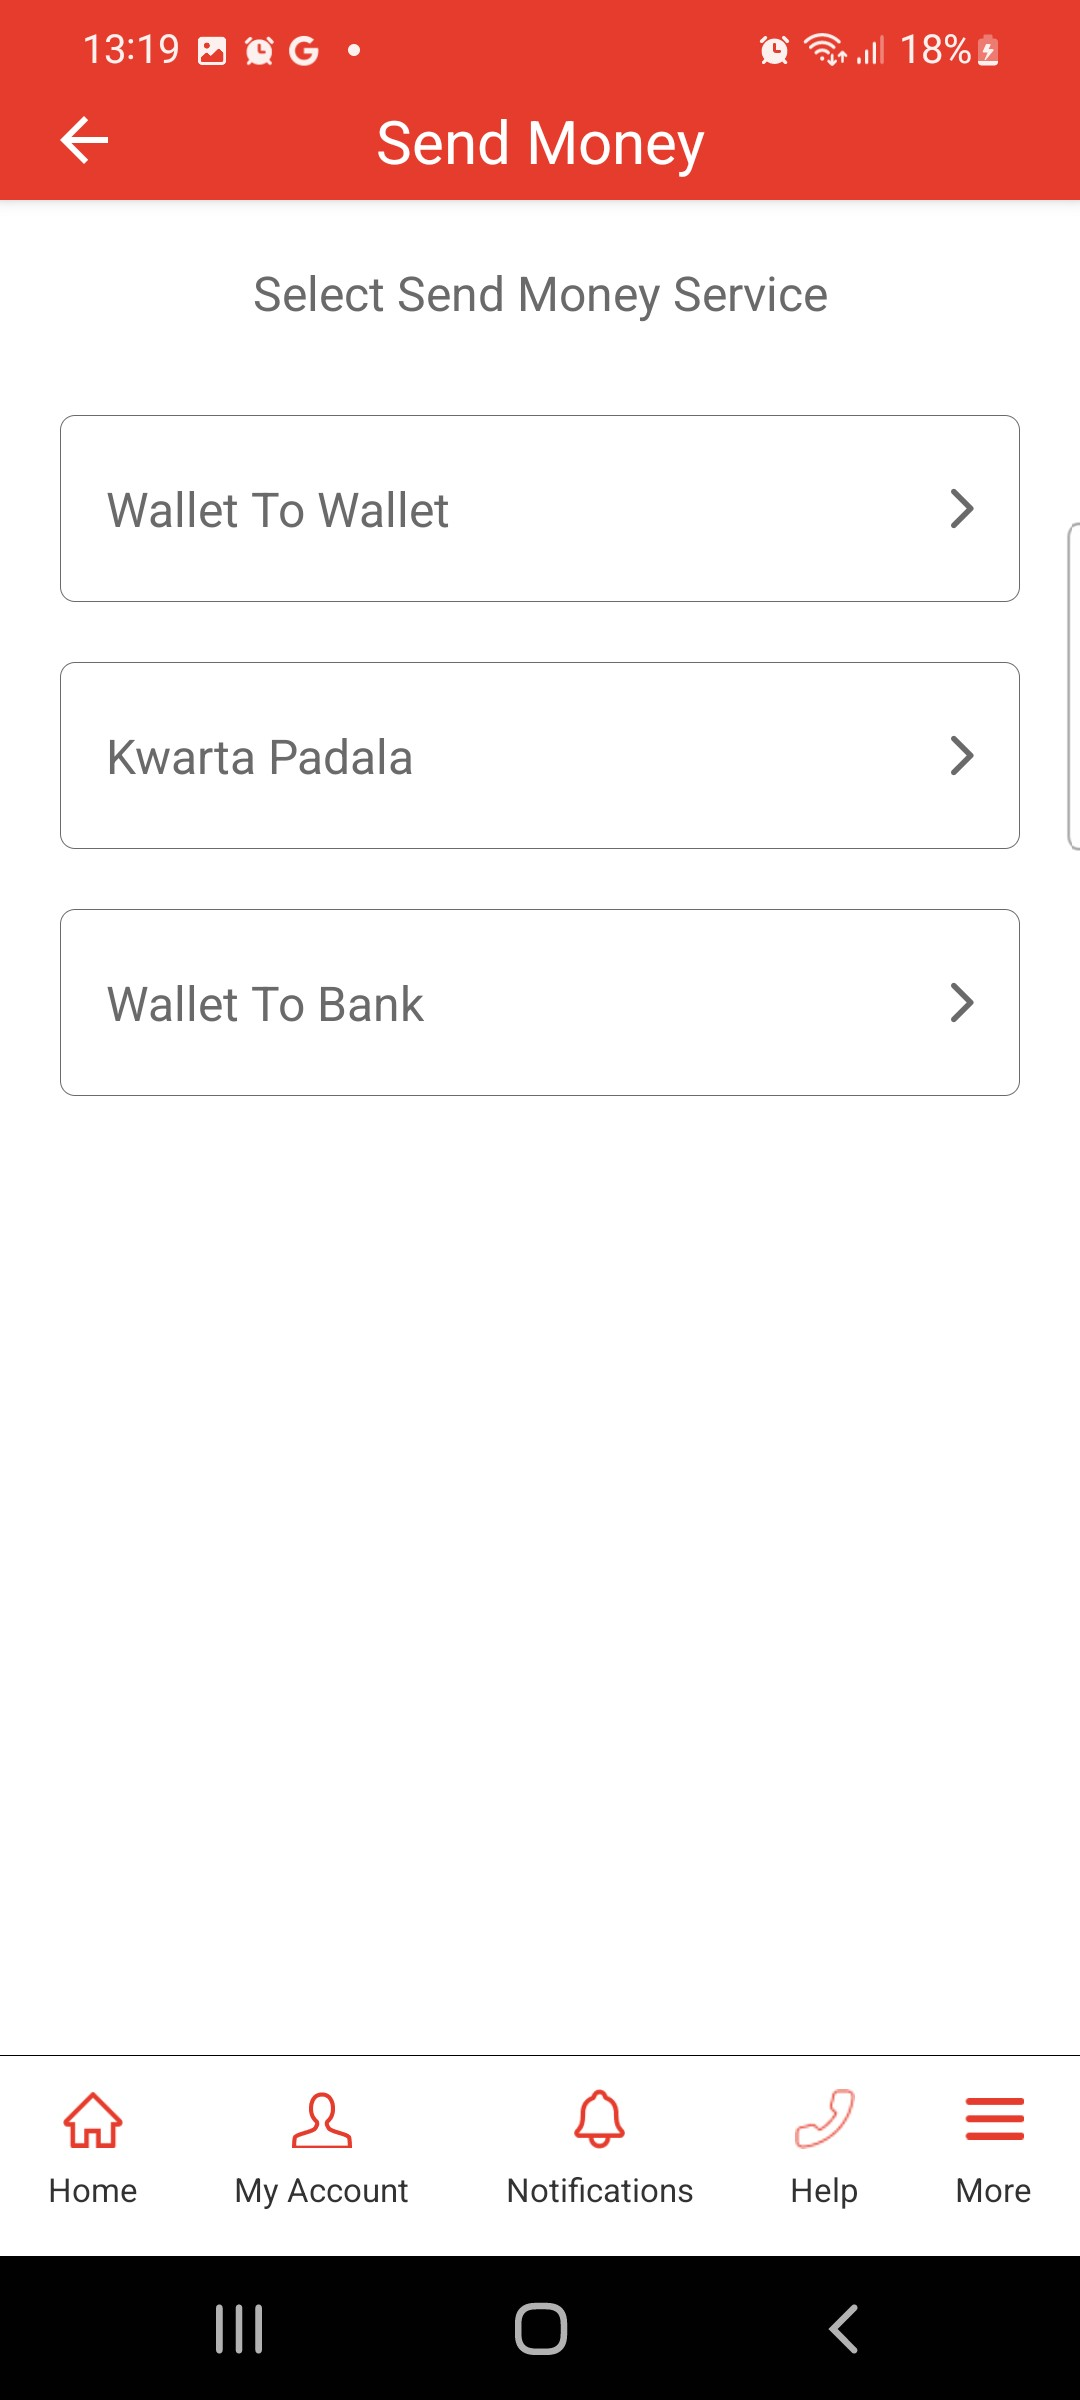 13:19
18%
Send Money
Select Send Money Service
Wallet To Wallet
Kwarta Padala
Wallet To Bank
Home My Account Notifications Help More